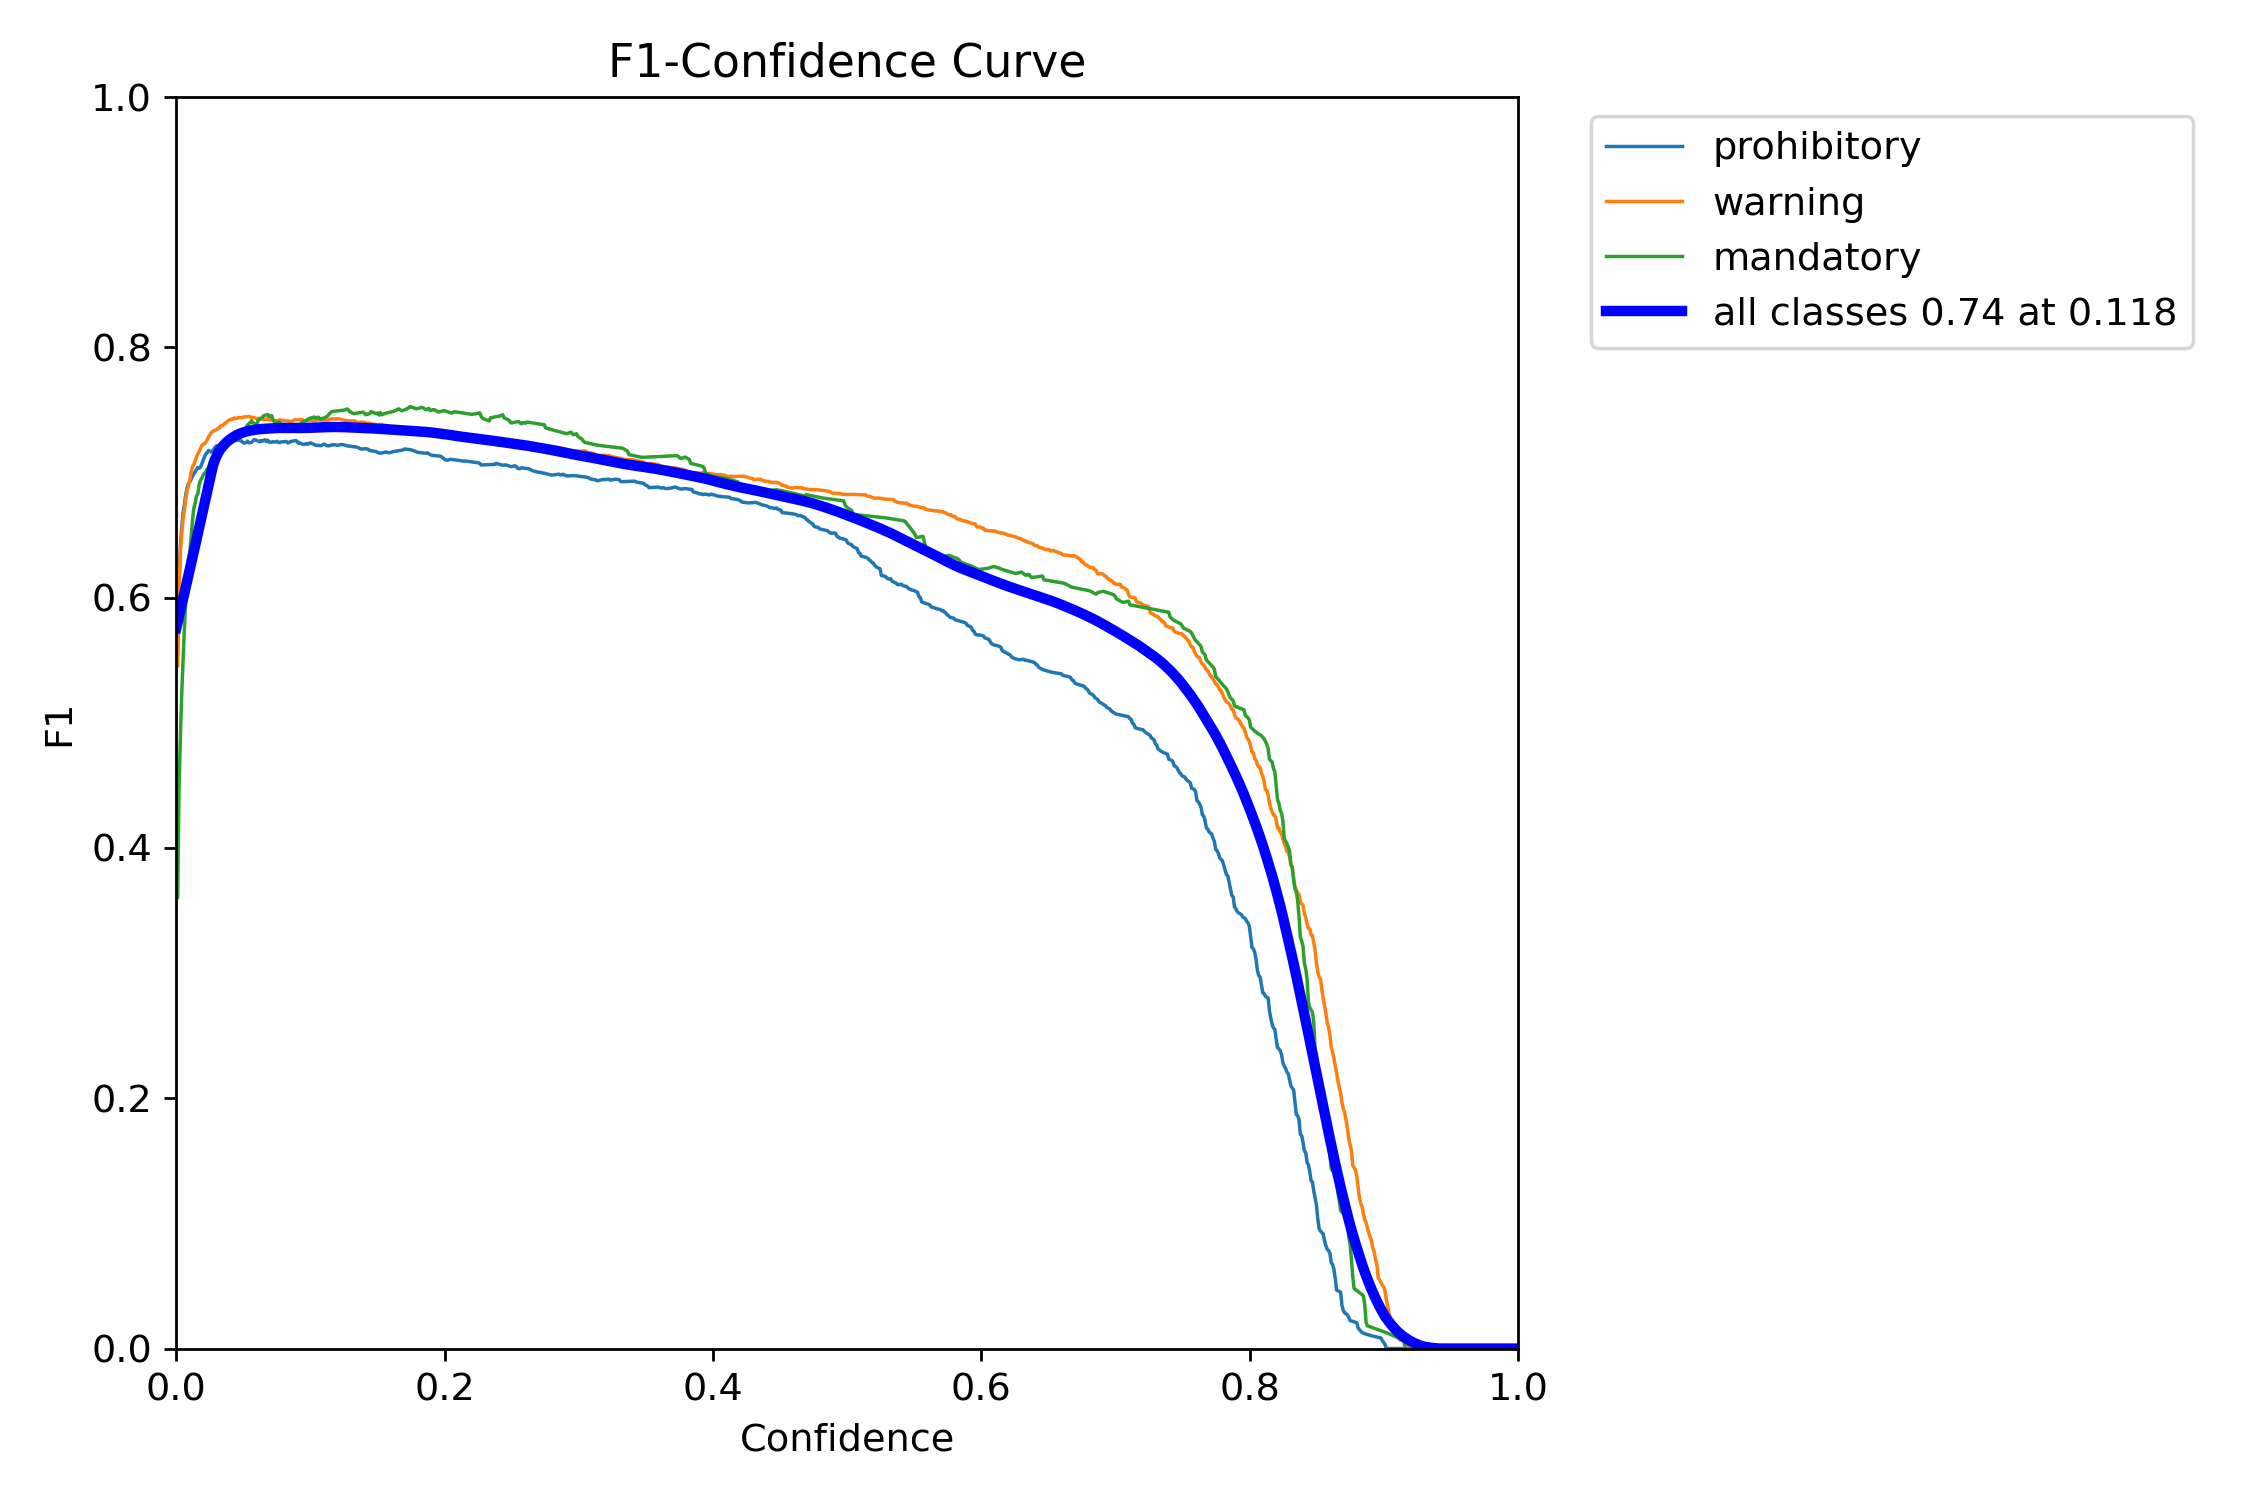 F1-Confidence Curve
1.0
0.8
0.6
0.4
0.2
0.0
F1
0.0 0.2 0.4 0.6 0.8 1.0
Confidence
prohibitory
warning
mandatory
all classes 0.74 at 0.118